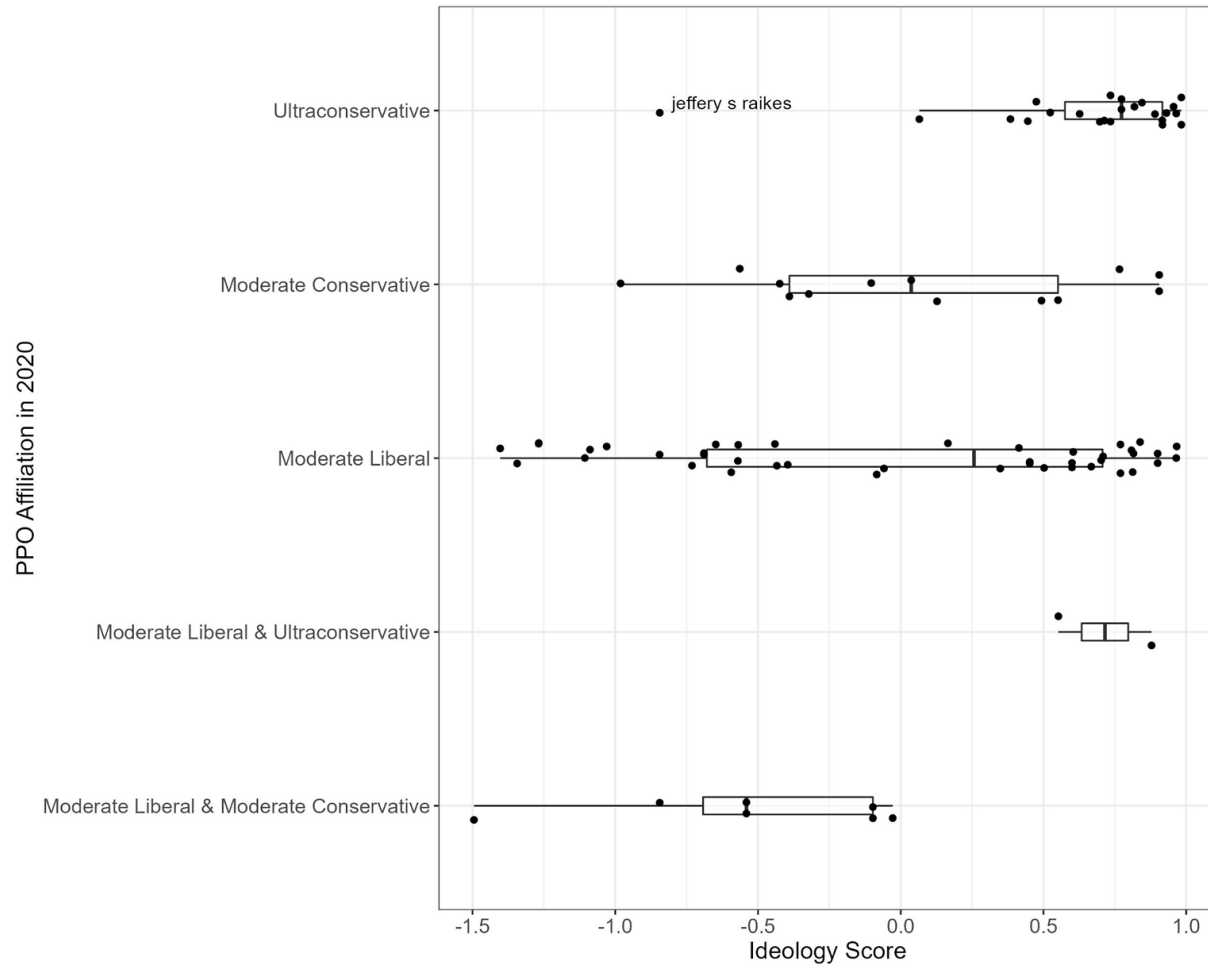 Ultraconservative
jeffery s raikes
Moderate Conservative
PPO Affiliation in 2020
Moderate Liberal
Moderate Liberal & Ultraconservative
Moderate Liberal & Moderate Conservative
-1.5 -1.0 -0.5 0.0 0.5 1.0
Ideology Score